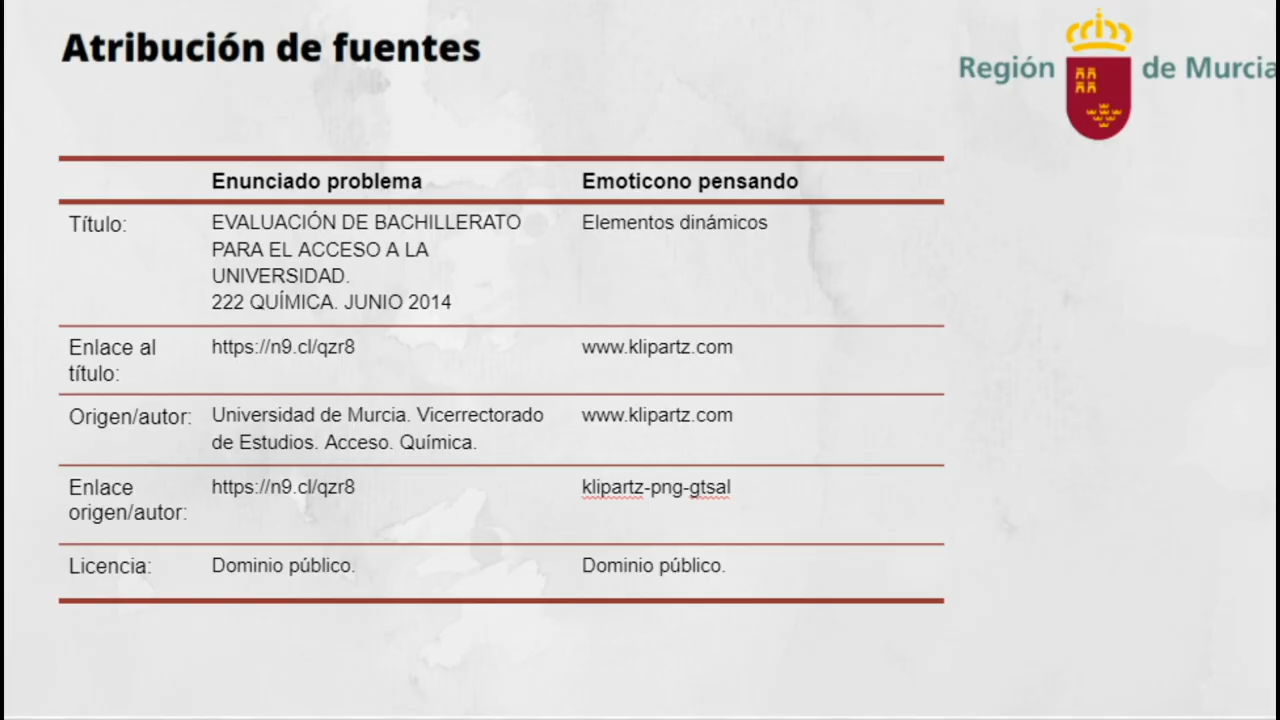 Atribución de fuentes
Región de Murcia
Enunciado problema Emoticono pensando
Título: EVALUACIÓN DE BACHILLERATO Elementos dinámicos
PARA EL ACCESO A LA
UNIVERSIDAD.
222 QUÍMICA. JUNIO 2014
Enlace al https://n9.cl/qzr8 www.klipartz.com
título:
Origen/autor: Universidad de Murcia. Vicerrectorado www.klipartz.com
de Estudios. Acceso. Química.
Enlace https://n9.cl/qzr8 klipartz-png-gtsal
origen/autor:
Licencia: Dominio público. Dominio público.